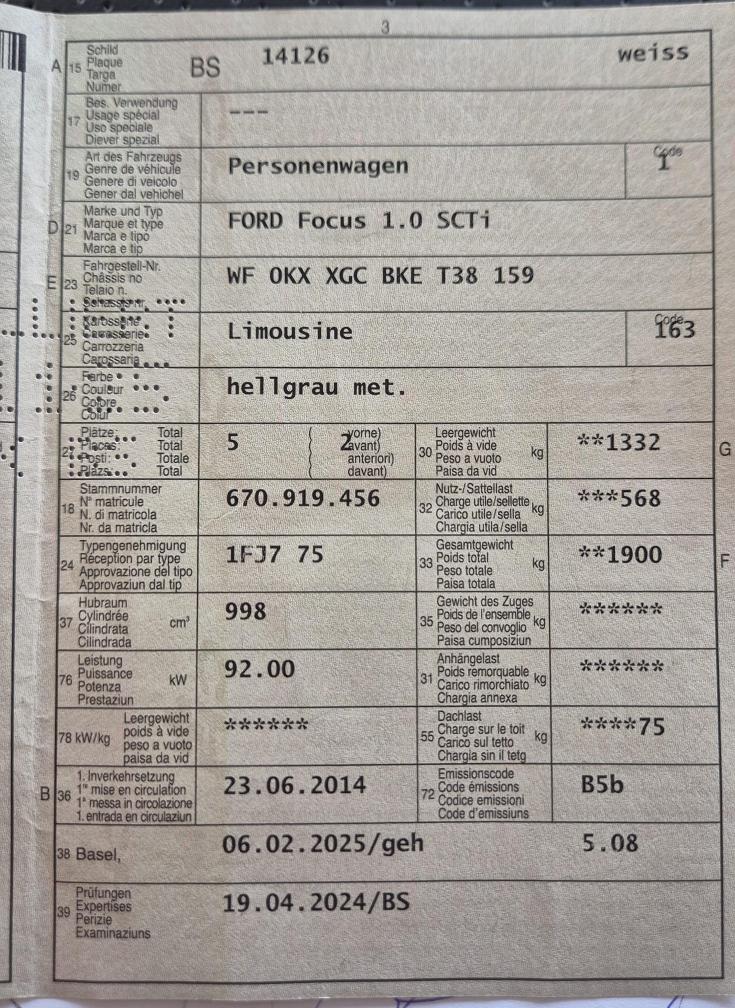 3
A 15 Schild BS 14126 weiss
Plaque
Targa
Numer
17 Bes. Verwendung ---
Usage spécial
Uso speciale
Diever spezial
19 Art des Fahrzeugs Personenwagen Code 1
Genre de véhicule
Genere di veicolo
Gener dal vehichel
D 21 Marke und Typ FORD Focus 1.0 SCTi
Marque et type
Marca e tipo
Marca e tip
E 23 Fahrgestell-Nr. WF 0KX XGC BKE T38 159
Châssis no
Telaio n.
Schassis nr.
25 Karosserie Limousine Code 163
Carrosserie
Carrozzeria
Carossaria
26 Farbe hellgrau met.
Couleur
Colore
Colur
27 Plätze: Total 5 ( 2 vorne)
Places: Total ( avant)
Posti: Totale ( anteriori)
Plazs: Total ( davant)
30 Leergewicht kg **1332 G
Poids à vide
Peso a vuoto
Paisa da vid
18 Stammnummer 670.919.456
N° matricule
N. di matricola
Nr. da matricla
32 Nutz-/Sattellast kg ***568
Charge utile/sellette
Carico utile/sella
Chargia utila/sella
24 Typengenehmigung 1FJ7 75
Réception par type
Approvazione del tipo
Approvaziun dal tip
33 Gesamtgewicht kg **1900 F
Poids total
Peso totale
Paisa totala
37 Hubraum cm³ 998
Cylindrée
Cilindrata
Cilindrada
35 Gewicht des Zuges kg ******
Poids de l'ensemble
Peso del convoglio
Paisa cumposiziun
76 Leistung kW 92.00
Puissance
Potenza
Prestaziun
31 Anhängelast kg ******
Poids remorquable
Carico rimorchiato
Chargia annexa
78 kW/kg Leergewicht ******
poids à vide
peso a vuoto
paisa da vid
55 Dachlast kg ****75
Charge sur le toit
Carico sul tetto
Chargia sin il tetg
B 36 1. Inverkehrsetzung 23.06.2014
1re mise en circulation
1a messa in circolazione
1. entrada en circulaziun
72 Emissionscode B5b
Code émissions
Codice emissioni
Code d'emissiuns
38 Basel, 06.02.2025/geh 5.08
39 Prüfungen 19.04.2024/BS
Expertises
Perizie
Examinaziuns